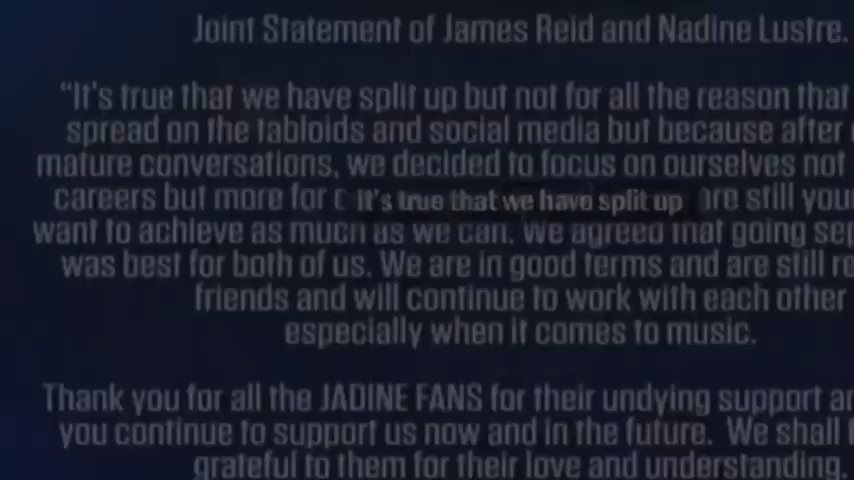 Joint Statement of James Reid and Nadine Lustre.
“It's true that we have split up but not for all the reason that
spread on the tabloids and social media but because after
mature conversations, we decided to focus on ourselves not
careers but more for
It's true that we have split up
are still
want to achieve as much as we can. We agreed that going
was best for both of us. We are in good terms and are still
friends and will continue to work with each other
especially when it comes to music.
Thank you for all the JADINE FANS for their undying support
you continue to support us now and in the future. We shall
grateful to them for their love and understanding.